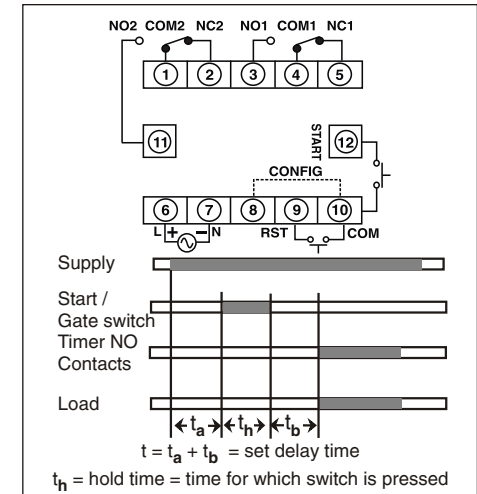 NO2 COM2 NC2 NO1 COM1 NC1
1 2 3 4 5
11 START 12
CONFIG
6 7 8 9 10
L + − N RST COM
Supply
Start /
Gate switch
Timer NO
Contacts
Load
ta th tb
t = ta + tb = set delay time
th = hold time = time for which switch is pressed